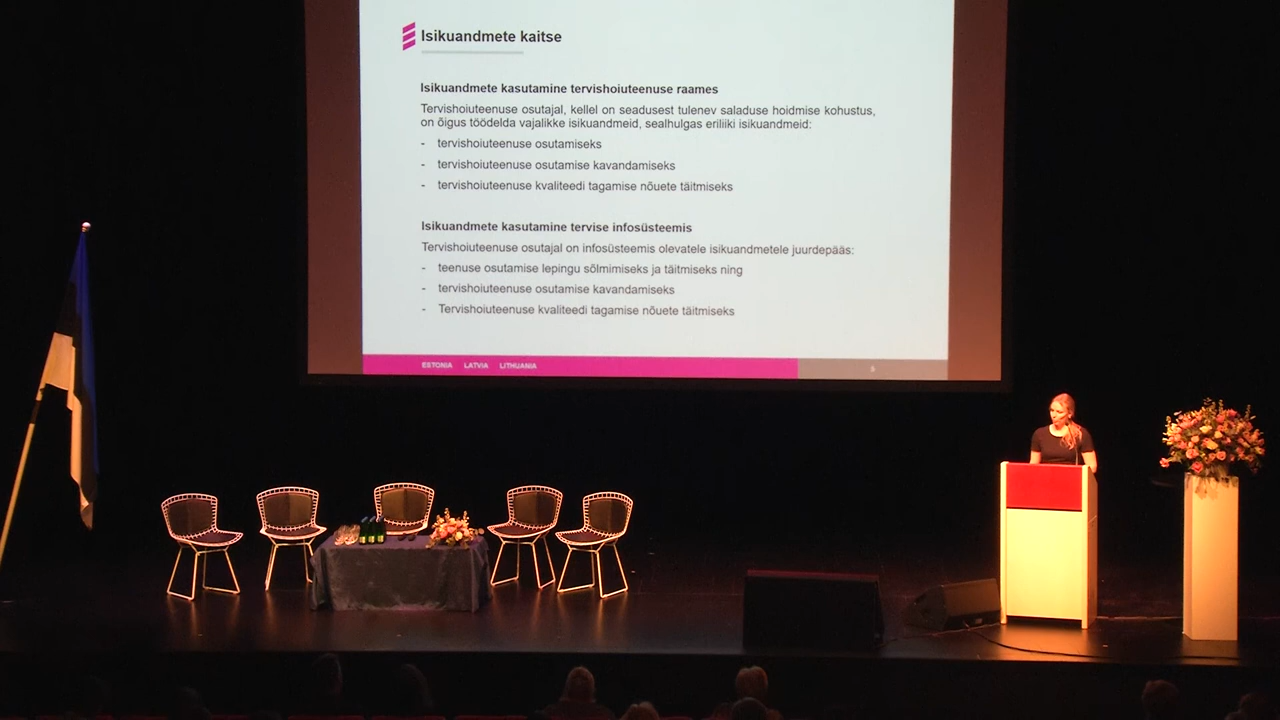 Isikuandmete kaitse
Isikuandmete kasutamine tervishoiuteenuse raames
Tervishoiuteenuse osutajal, kellel on seadusest tulenev saladuse hoidmise kohustus,
on õigus töödelda vajalikke isikuandmeid, sealhulgas eriliiki isikuandmeid:
- tervishoiuteenuse osutamiseks
- tervishoiuteenuse osutamise kavandamiseks
- tervishoiuteenuse kvaliteedi tagamise nõuete täitmiseks
Isikuandmete kasutamine tervise infosüsteemis
Tervishoiuteenuse osutajal on infosüsteemis olevatele isikuandmetele juurdepääs:
- teenuse osutamise lepingu sõlmimiseks ja täitmiseks ning
- tervishoiuteenuse osutamise kavandamiseks
- Tervishoiuteenuse kvaliteedi tagamise nõuete täitmiseks
ESTONIA LATVIA LITHUANIA